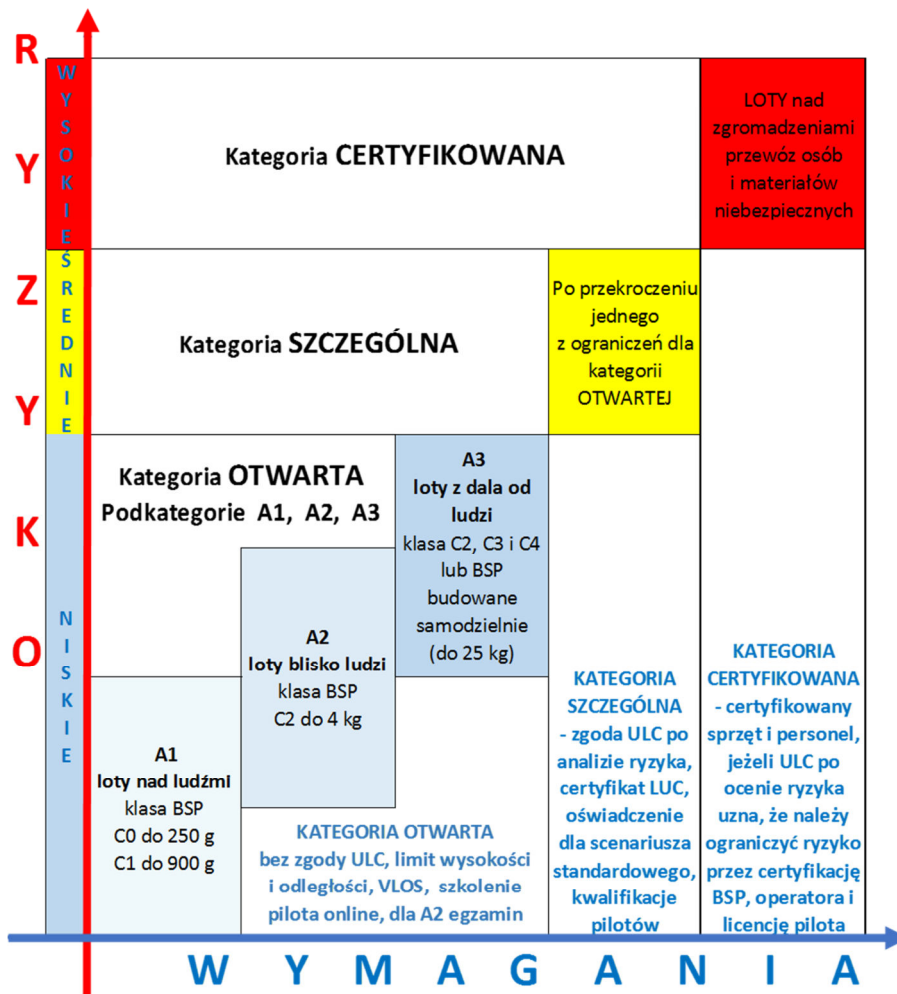 RYZYKO
WYSOKIE
ŚREDNIE
NISKIE
Kategoria CERTYFIKOWANA
LOTY nad
zgromadzeniami
przewóz osób
i materiałów
niebezpiecznych
Kategoria SZCZEGÓLNA
Po przekroczeniu
jednego
z ograniczeń dla
kategorii
OTWARTEJ
Kategoria OTWARTA
Podkategorie A1, A2, A3
A3
loty z dala od
ludzi
klasa C2, C3 i C4
lub BSP
budowane
samodzielnie
(do 25 kg)
A2
loty blisko ludzi
klasa BSP
C2 do 4 kg
A1
loty nad ludźmi
klasa BSP
C0 do 250 g
C1 do 900 g
KATEGORIA OTWARTA
bez zgody ULC, limit wysokości
i odległości, VLOS, szkolenie
pilota online, dla A2 egzamin
KATEGORIA
SZCZEGÓLNA
- zgoda ULC po
analizie ryzyka,
certyfikat LUC,
oświadczenie
dla scenariusza
standardowego,
kwalifikacje
pilotów
KATEGORIA
CERTYFIKOWANA
- certyfikowany
sprzęt i personel,
jeżeli ULC po
ocenie ryzyka
uzna, że należy
ograniczyć ryzyko
przez certyfikację
BSP, operatora i
licencję pilota
WYMAGANIA